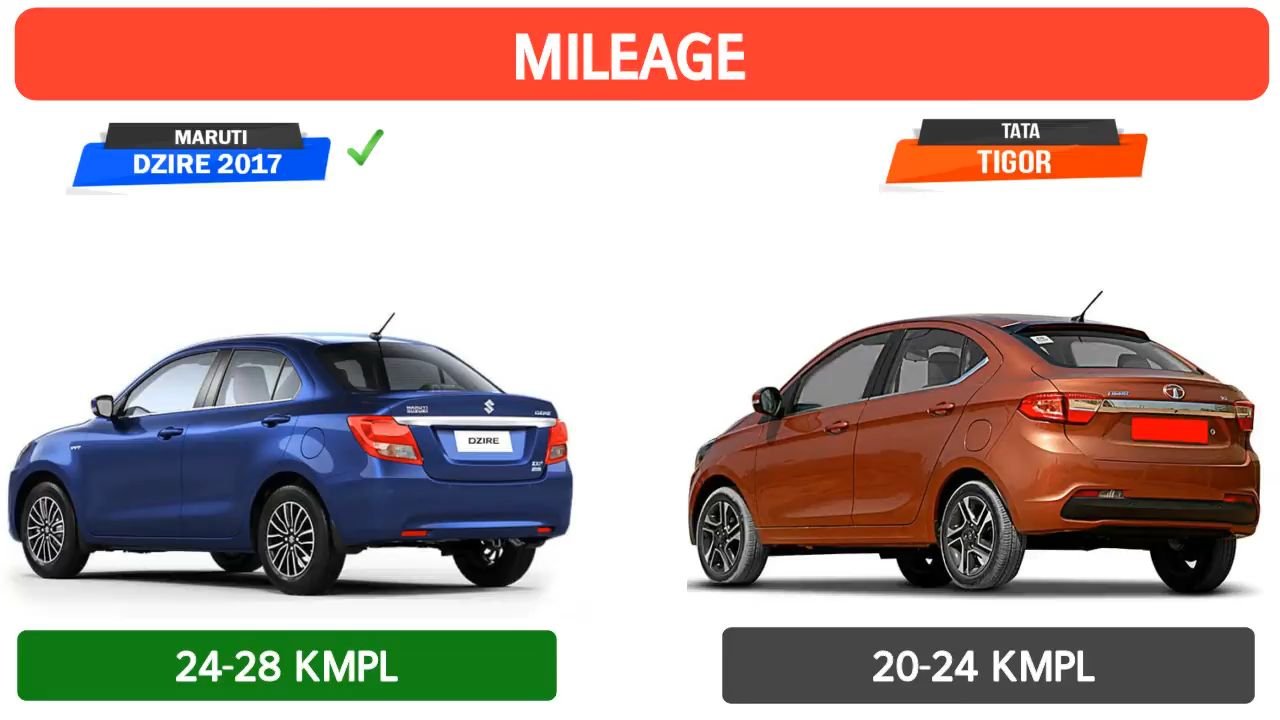 MILEAGE
MARUTI
DZIRE 2017
TATA
TIGOR
DZIRE
24-28 KMPL
20-24 KMPL